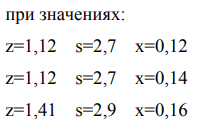 при значениях:
z=1,12 s=2,7 x=0,12
z=1,12 s=2,7 x=0,14
z=1,41 s=2,9 x=0,16